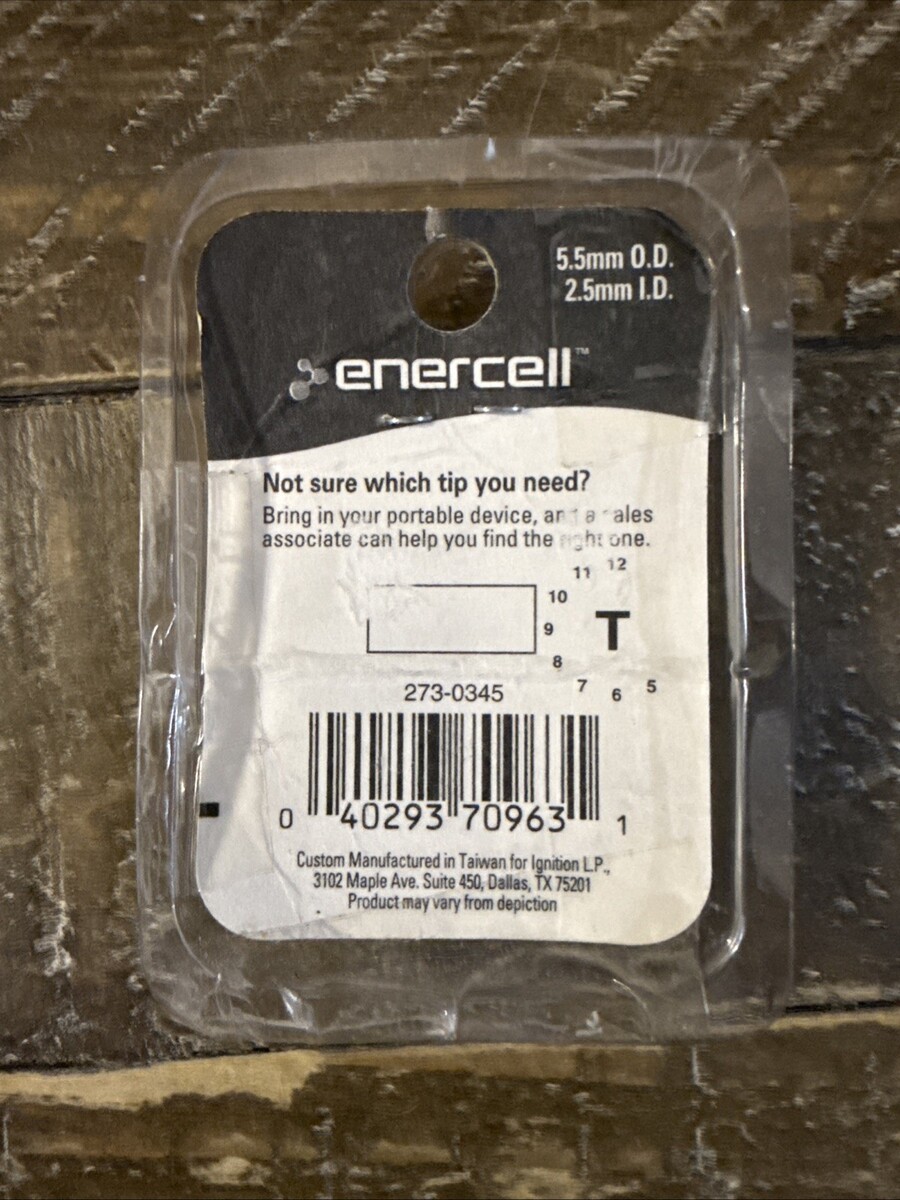 5.5mm O.D.
2.5mm I.D.
enercell™
Not sure which tip you need?
Bring in your portable device, and a sales
associate can help you find the right one.
11 12
10
9 T
8
7 6 5
273-0345
0 40293 70963 1
Custom Manufactured in Taiwan for Ignition L.P.,
3102 Maple Ave. Suite 450, Dallas, TX 75201
Product may vary from depiction